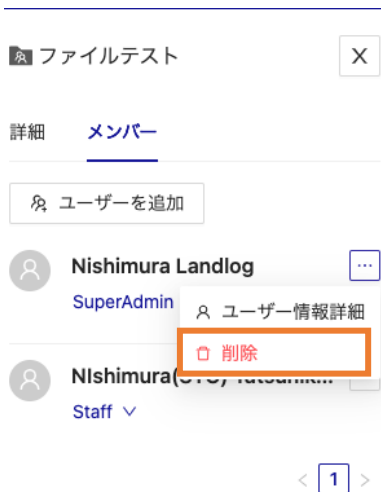 ファイルテスト
X
詳細 メンバー
ユーザーを追加
Nishimura Landlog
...
SuperAdmin
ユーザー情報詳細
削除
NIshimura(
Staff
< 1 >